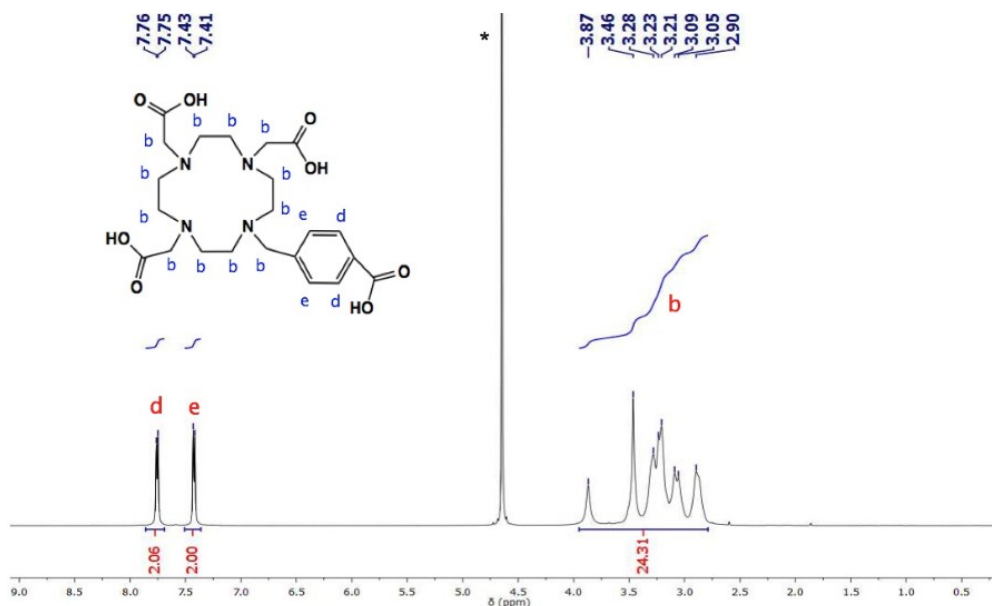 7.76
7.75
7.43
7.41
*
3.87
3.46
3.28
3.23
3.21
3.09
3.05
2.90
O
OH
b
b
b
b
O
b
N
N
OH
b
b
b
b
e
d
b
N
N
HO
O
b
b
b
b
O
e
d
HO
b
d
e
2.06
2.00
24.31
9.0 8.5 8.0 7.5 7.0 6.5 6.0 5.5 5.0 4.5 4.0 3.5 3.0 2.5 2.0 1.5 1.0 0.5
δ (ppm)